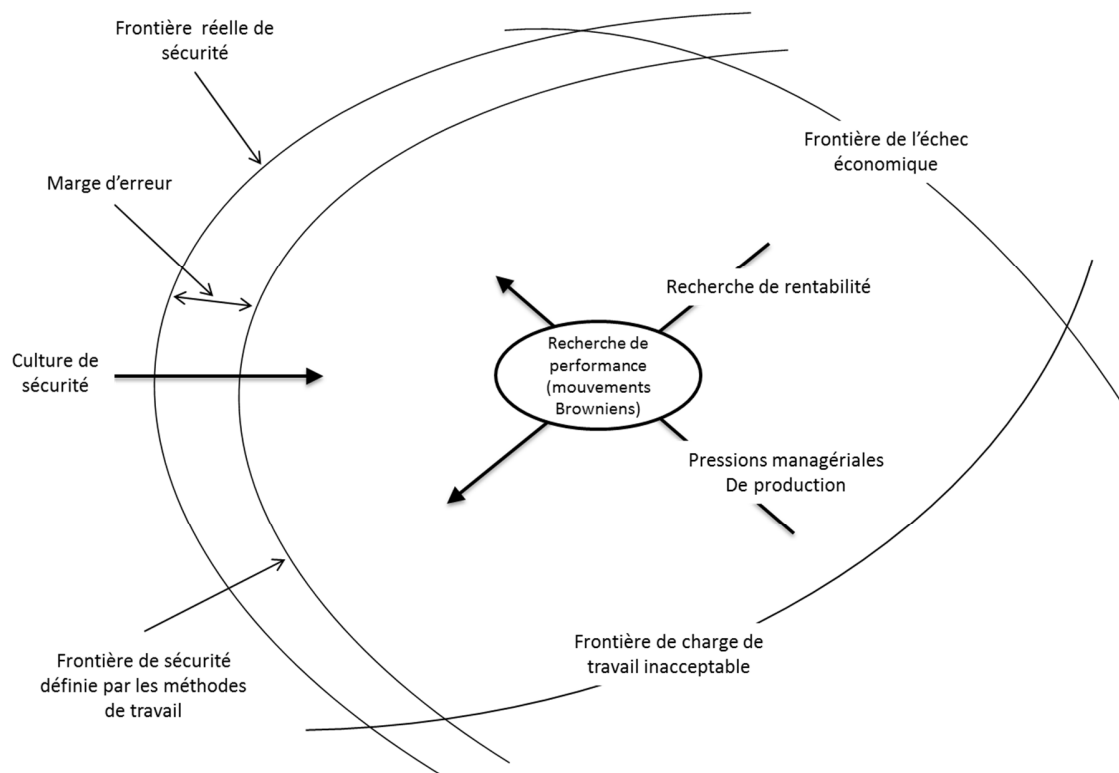 Frontière réelle de
sécurité
Marge d'erreur
Culture de
sécurité
Frontière de sécurité
définie par les méthodes
de travail
Frontière de l'échec
économique
Recherche de rentabilité
Recherche de
performance
(mouvements
Browniens)
Pressions managériales
De production
Frontière de charge de
travail inacceptable